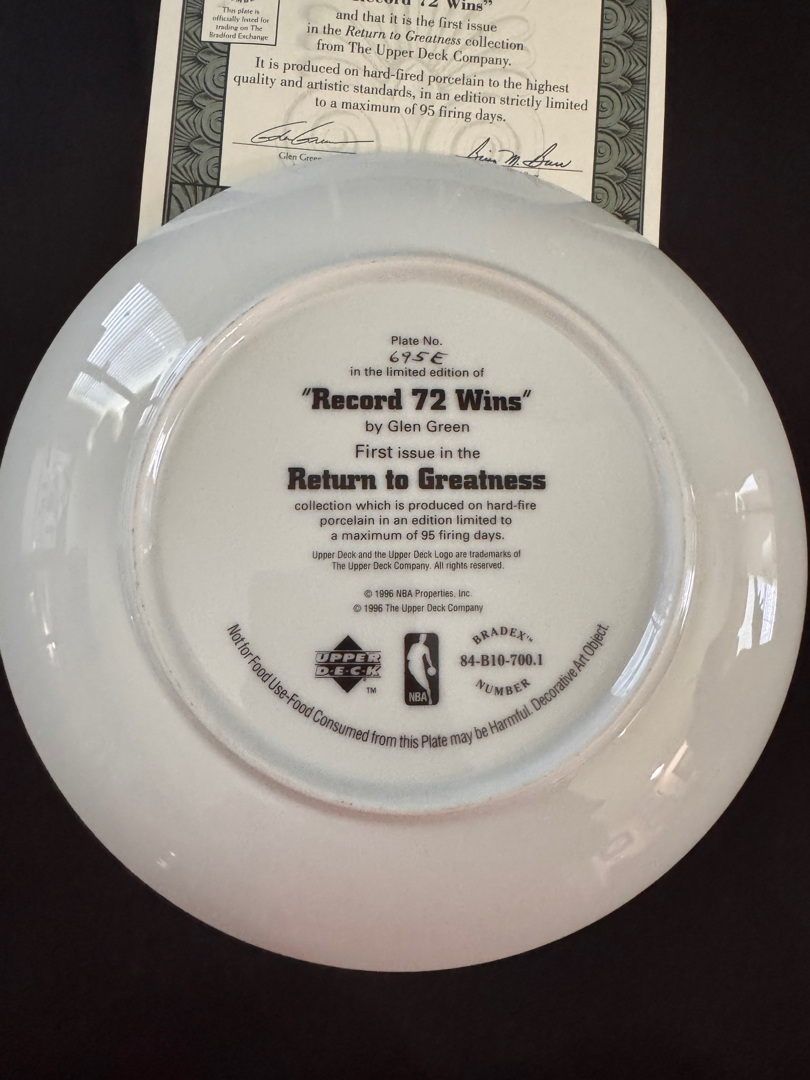 Record 72 Wins"
and that it is the first issue
in the Return to Greatness collection
from The Upper Deck Company.
This plate is
officially listed for
trading on The
Bradford Exchange
It is produced on hard-fired porcelain to the highest
quality and artistic standards, in an edition strictly limited
to a maximum of 95 firing days.
Glen Green
Plate No.
695E
in the limited edition of
"Record 72 Wins"
by Glen Green
First issue in the
Return to Greatness
collection which is produced on hard-fire
porcelain in an edition limited to
a maximum of 95 firing days.
Upper Deck and the Upper Deck Logo are trademarks of
The Upper Deck Company. All rights reserved.
© 1996 NBA Properties, Inc.
© 1996 The Upper Deck Company
UPPER
D·E·C·K
TM
NBA
BRADEX™
84-B10-700.1
NUMBER
Not for Food Use-Food Consumed from this Plate may be Harmful. Decorative Art Object.